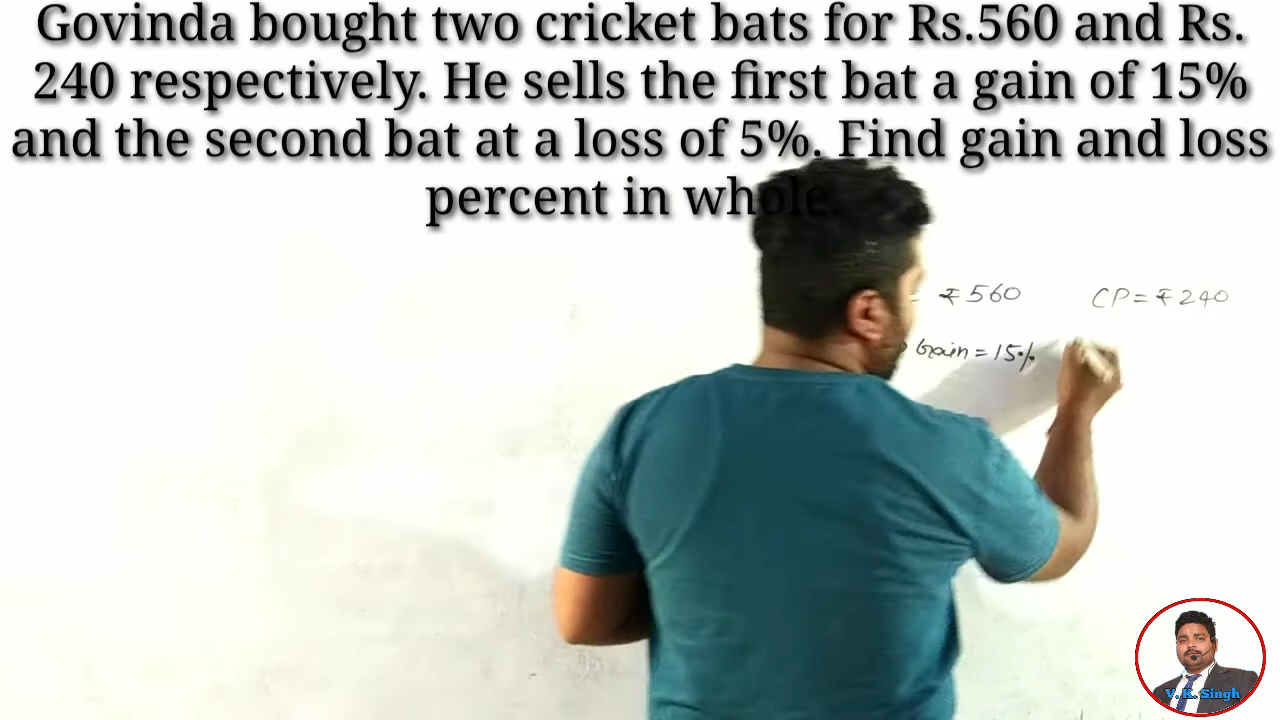 Govinda bought two cricket bats for Rs.560 and Rs.
240 respectively. He sells the first bat a gain of 15%
and the second bat at a loss of 5%. Find gain and loss
percent in whole.
= ₹560 CP = ₹240
Gain = 15%
V. K. Singh